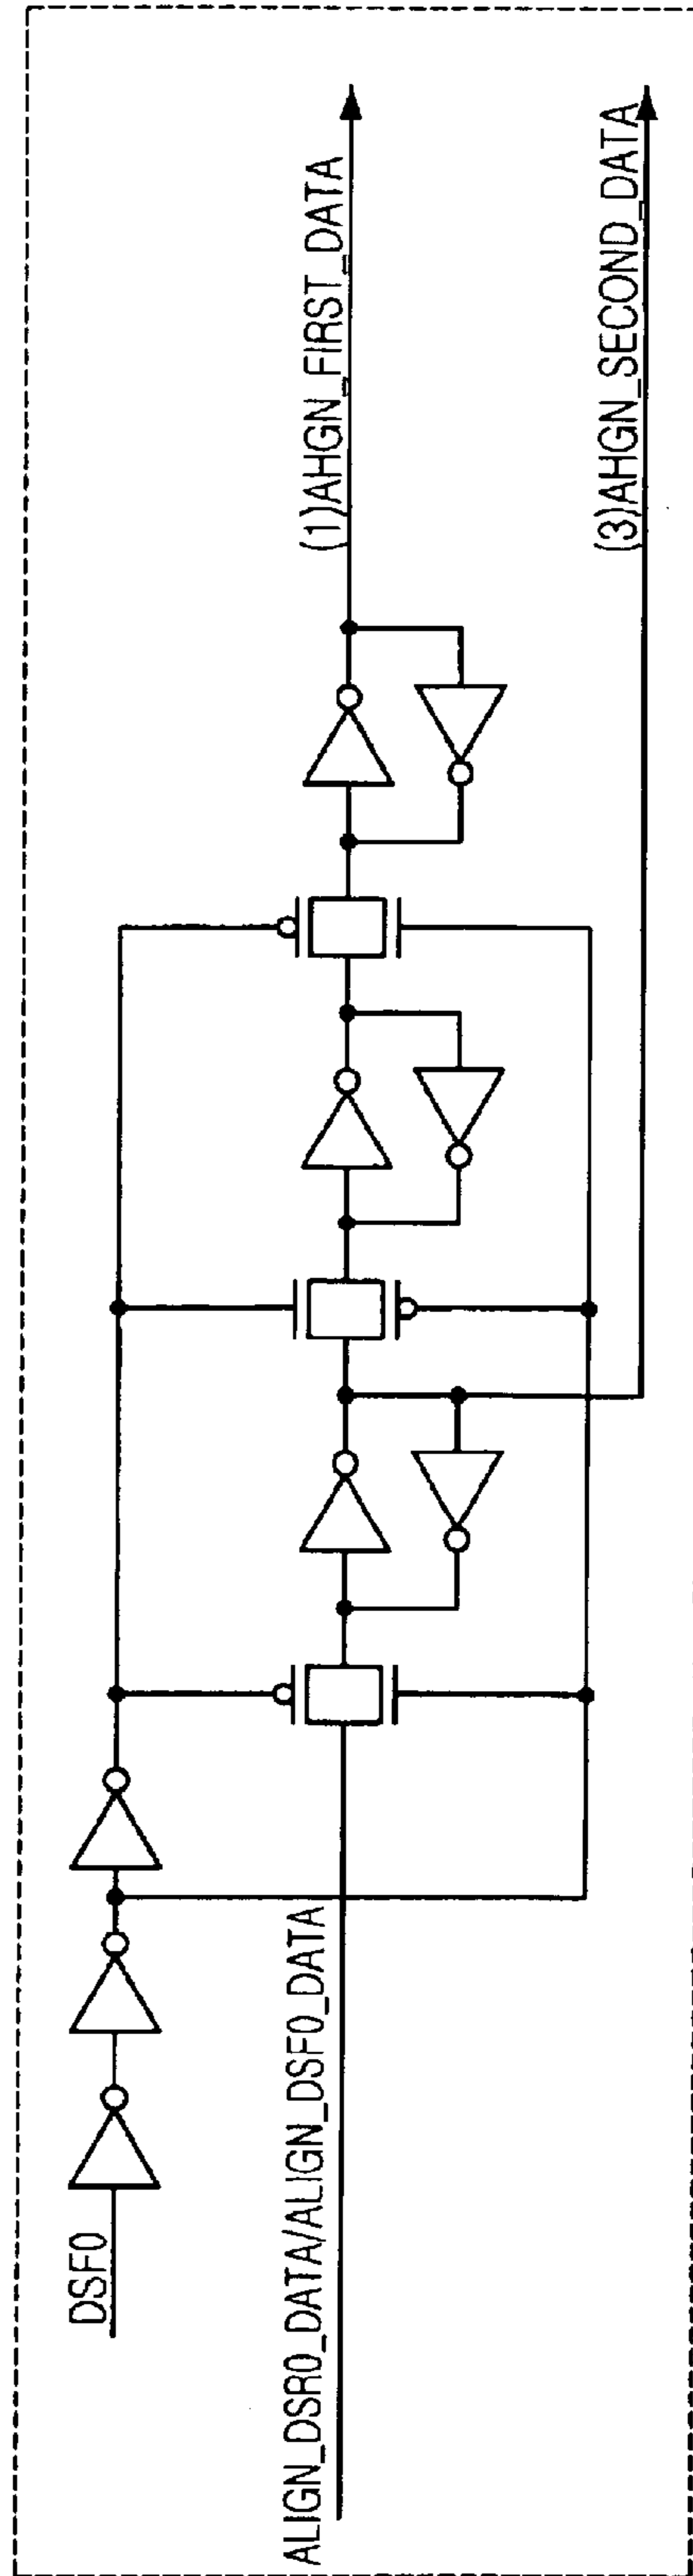 DSF0
ALIGN_DSR0_DATA/ALIGN_DSF0_DATA
(1)AHGN_FIRST_DATA
(3)AHGN_SECOND_DATA